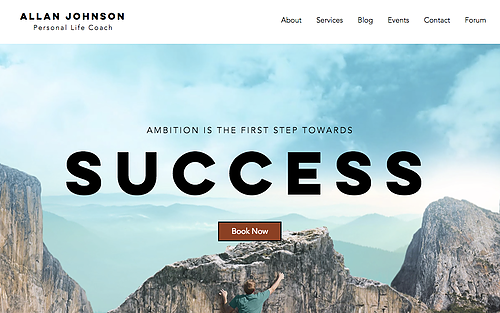 ALLAN JOHNSON
Personal Life Coach
About Services Blog Events Contact Forum
AMBITION IS THE FIRST STEP TOWARDS
SUCCESS
Book Now